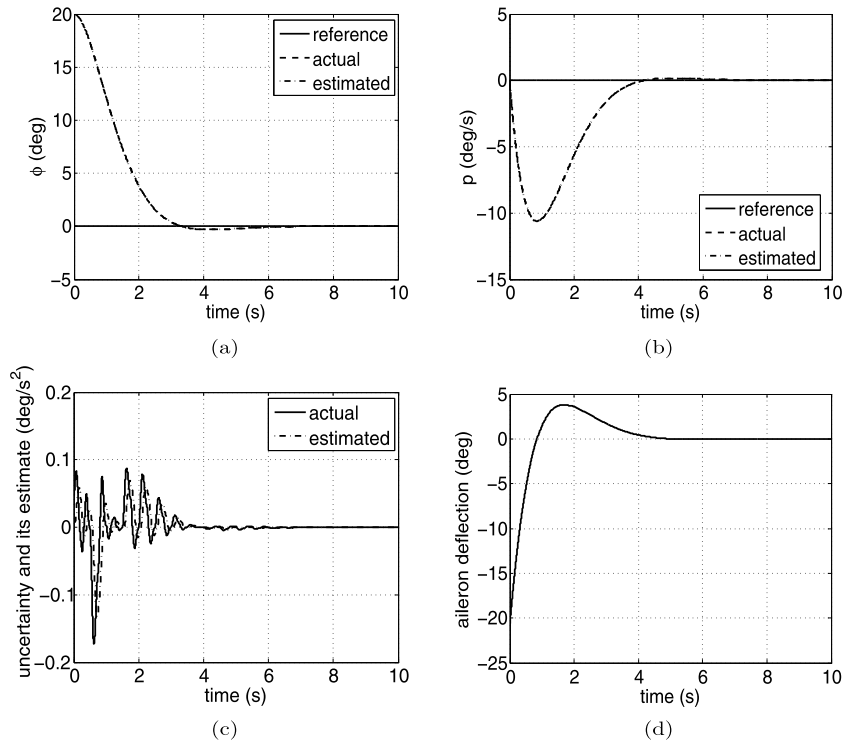 20
15
10
5
0
−5
0 2 4 6 8 10
ϕ (deg)
time (s)
reference
actual
estimated
(a)
5
0
−5
−10
−15
0 2 4 6 8 10
p (deg/s)
time (s)
reference
actual
estimated
(b)
0.2
0.1
0
−0.1
−0.2
0 2 4 6 8 10
uncertainty and its estimate (deg/s²)
time (s)
actual
estimated
(c)
5
0
−5
−10
−15
−20
−25
0 2 4 6 8 10
aileron deflection (deg)
time (s)
(d)